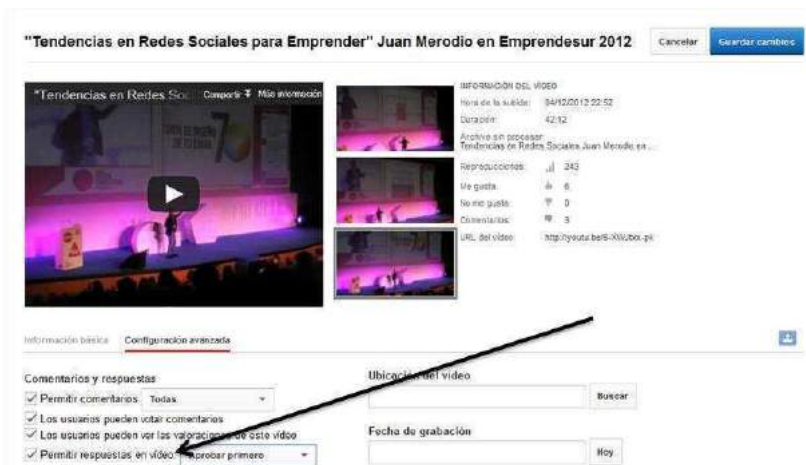 "Tendencias en Redes Sociales para Emprender" Juan Merodio en Emprendesur 2012
Cancelar
Guardar cambios
"Tendencias en Redes Soc
Compartir
Más información
INFORMACIÓN DEL VÍDEO
Hora de la subida: 04/12/2012 22:52
Duración: 42:12
Archivo sin procesar:
Tendencias en Redes Sociales Juan Merodio en ...
Reproducciones: 243
Me gusta: 6
No me gusta: 0
Comentarios: 3
URL del vídeo:
Información básica
Configuración avanzada
Comentarios y respuestas
Permitir comentarios Todas
Los usuarios pueden votar comentarios
Los usuarios pueden ver las valoraciones de este vídeo
Permitir respuestas en vídeo: Aprobar primero
Ubicación del vídeo
Buscar
Fecha de grabación
Hoy